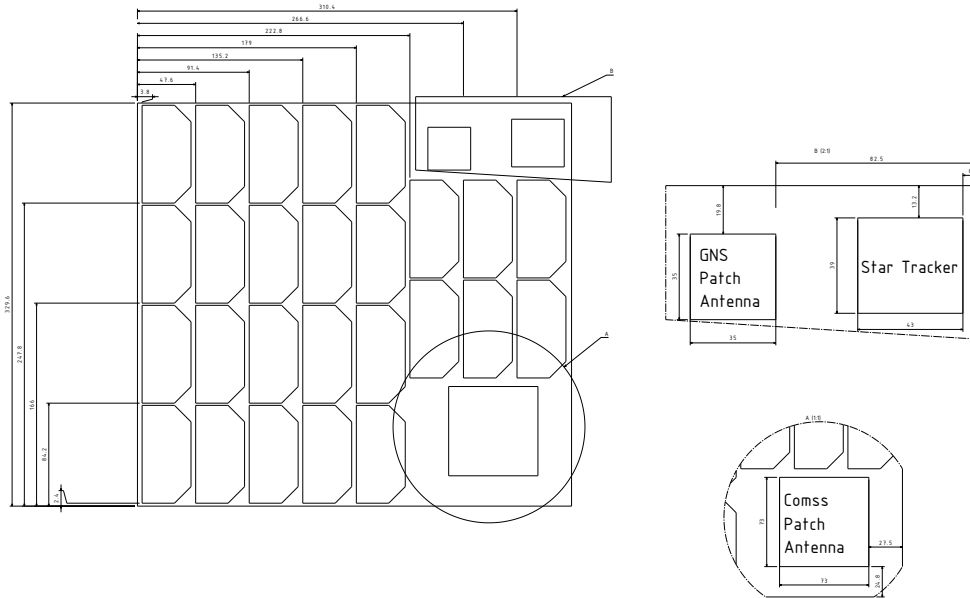 310.4
266.6
222.8
179
135.2
91.4
47.6
3.8
B
329.6
247.8
166
84.2
2.4
A
B (2:1)
82.5
19.8
13.2
35
GNS
Patch
Antenna
39
Star Tracker
35
43
A (1:1)
73
Comss
Patch
Antenna
27.5
73
24.8